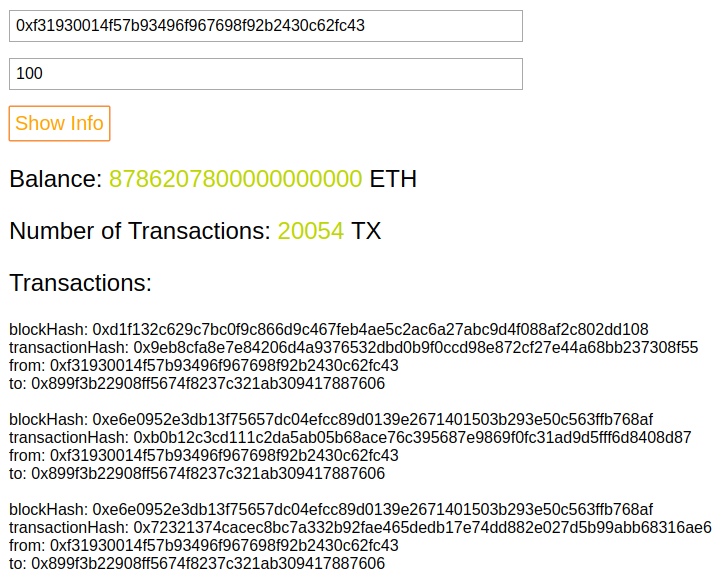 0xf31930014f57b93496f967698f92b2430c62fc43
100
Show Info
Balance: 8786207800000000000 ETH
Number of Transactions: 20054 TX
Transactions:
blockHash: 0xd1f132c629c7bc0f9c866d9c467feb4ae5c2ac6a27abc9d4f088af2c802dd108
transactionHash: 0x9eb8cfa8e7e84206d4a9376532dbd0b9f0ccd98e872cf27e44a68bb237308f55
from: 0xf31930014f57b93496f967698f92b2430c62fc43
to: 0x899f3b22908ff5674f8237c321ab309417887606
blockHash: 0xe6e0952e3db13f75657dc04efcc89d0139e2671401503b293e50c563ffb768af
transactionHash: 0xb0b12c3cd111c2da5ab05b68ace76c395687e9869f0fc31ad9d5fff6d8408d87
from: 0xf31930014f57b93496f967698f92b2430c62fc43
to: 0x899f3b22908ff5674f8237c321ab309417887606
blockHash: 0xe6e0952e3db13f75657dc04efcc89d0139e2671401503b293e50c563ffb768af
transactionHash: 0x72321374cacec8bc7a332b92fae465dedb17e74dd882e027d5b99abb68316ae6
from: 0xf31930014f57b93496f967698f92b2430c62fc43
to: 0x899f3b22908ff5674f8237c321ab309417887606